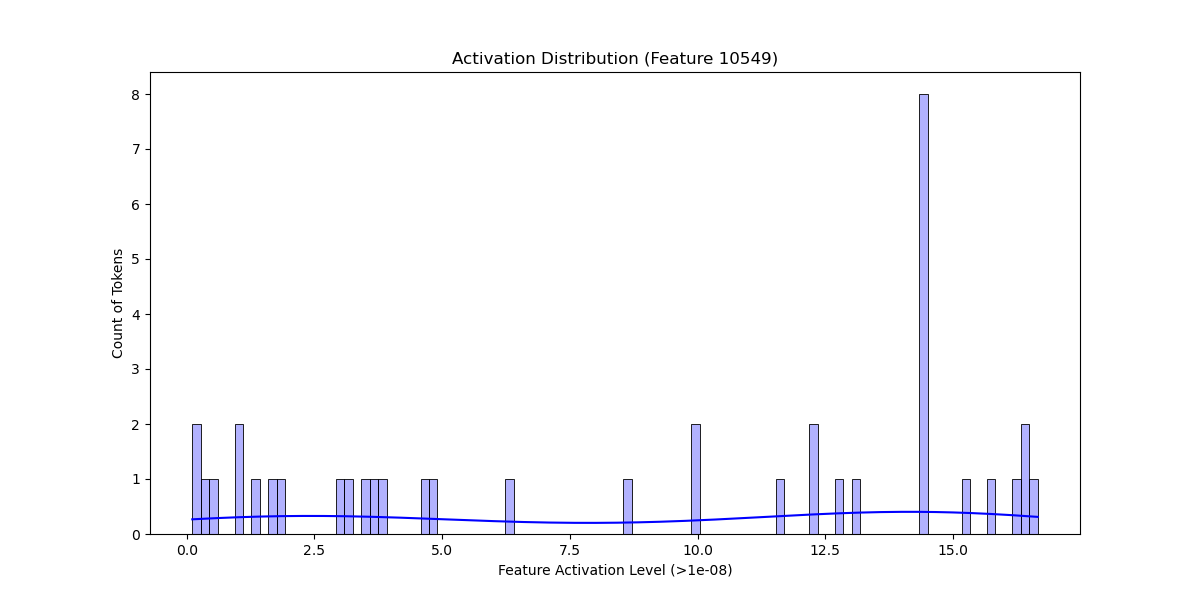 Activation Distribution (Feature 10549)
Count of Tokens
8
7
6
5
4
3
2
1
0
0.0 2.5 5.0 7.5 10.0 12.5 15.0
Feature Activation Level (>1e-08)